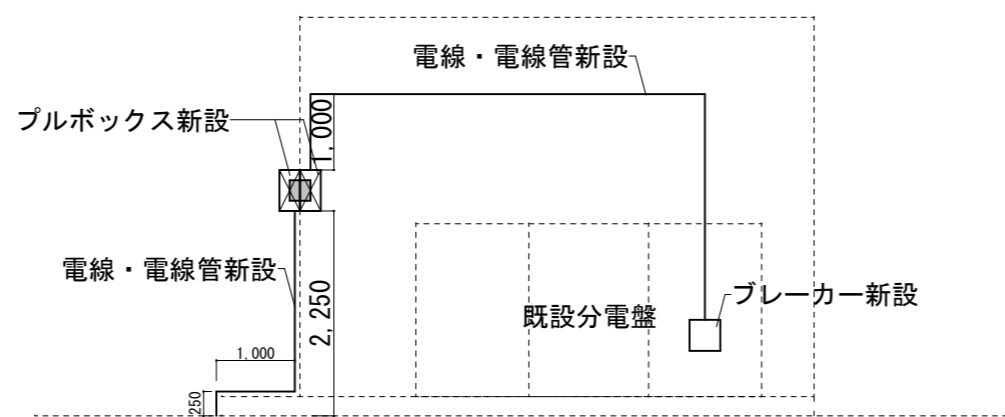 電線・電線管新設
プルボックス新設
1,000
電線・電線管新設
2,250
既設分電盤
ブレーカー新設
1,000
250